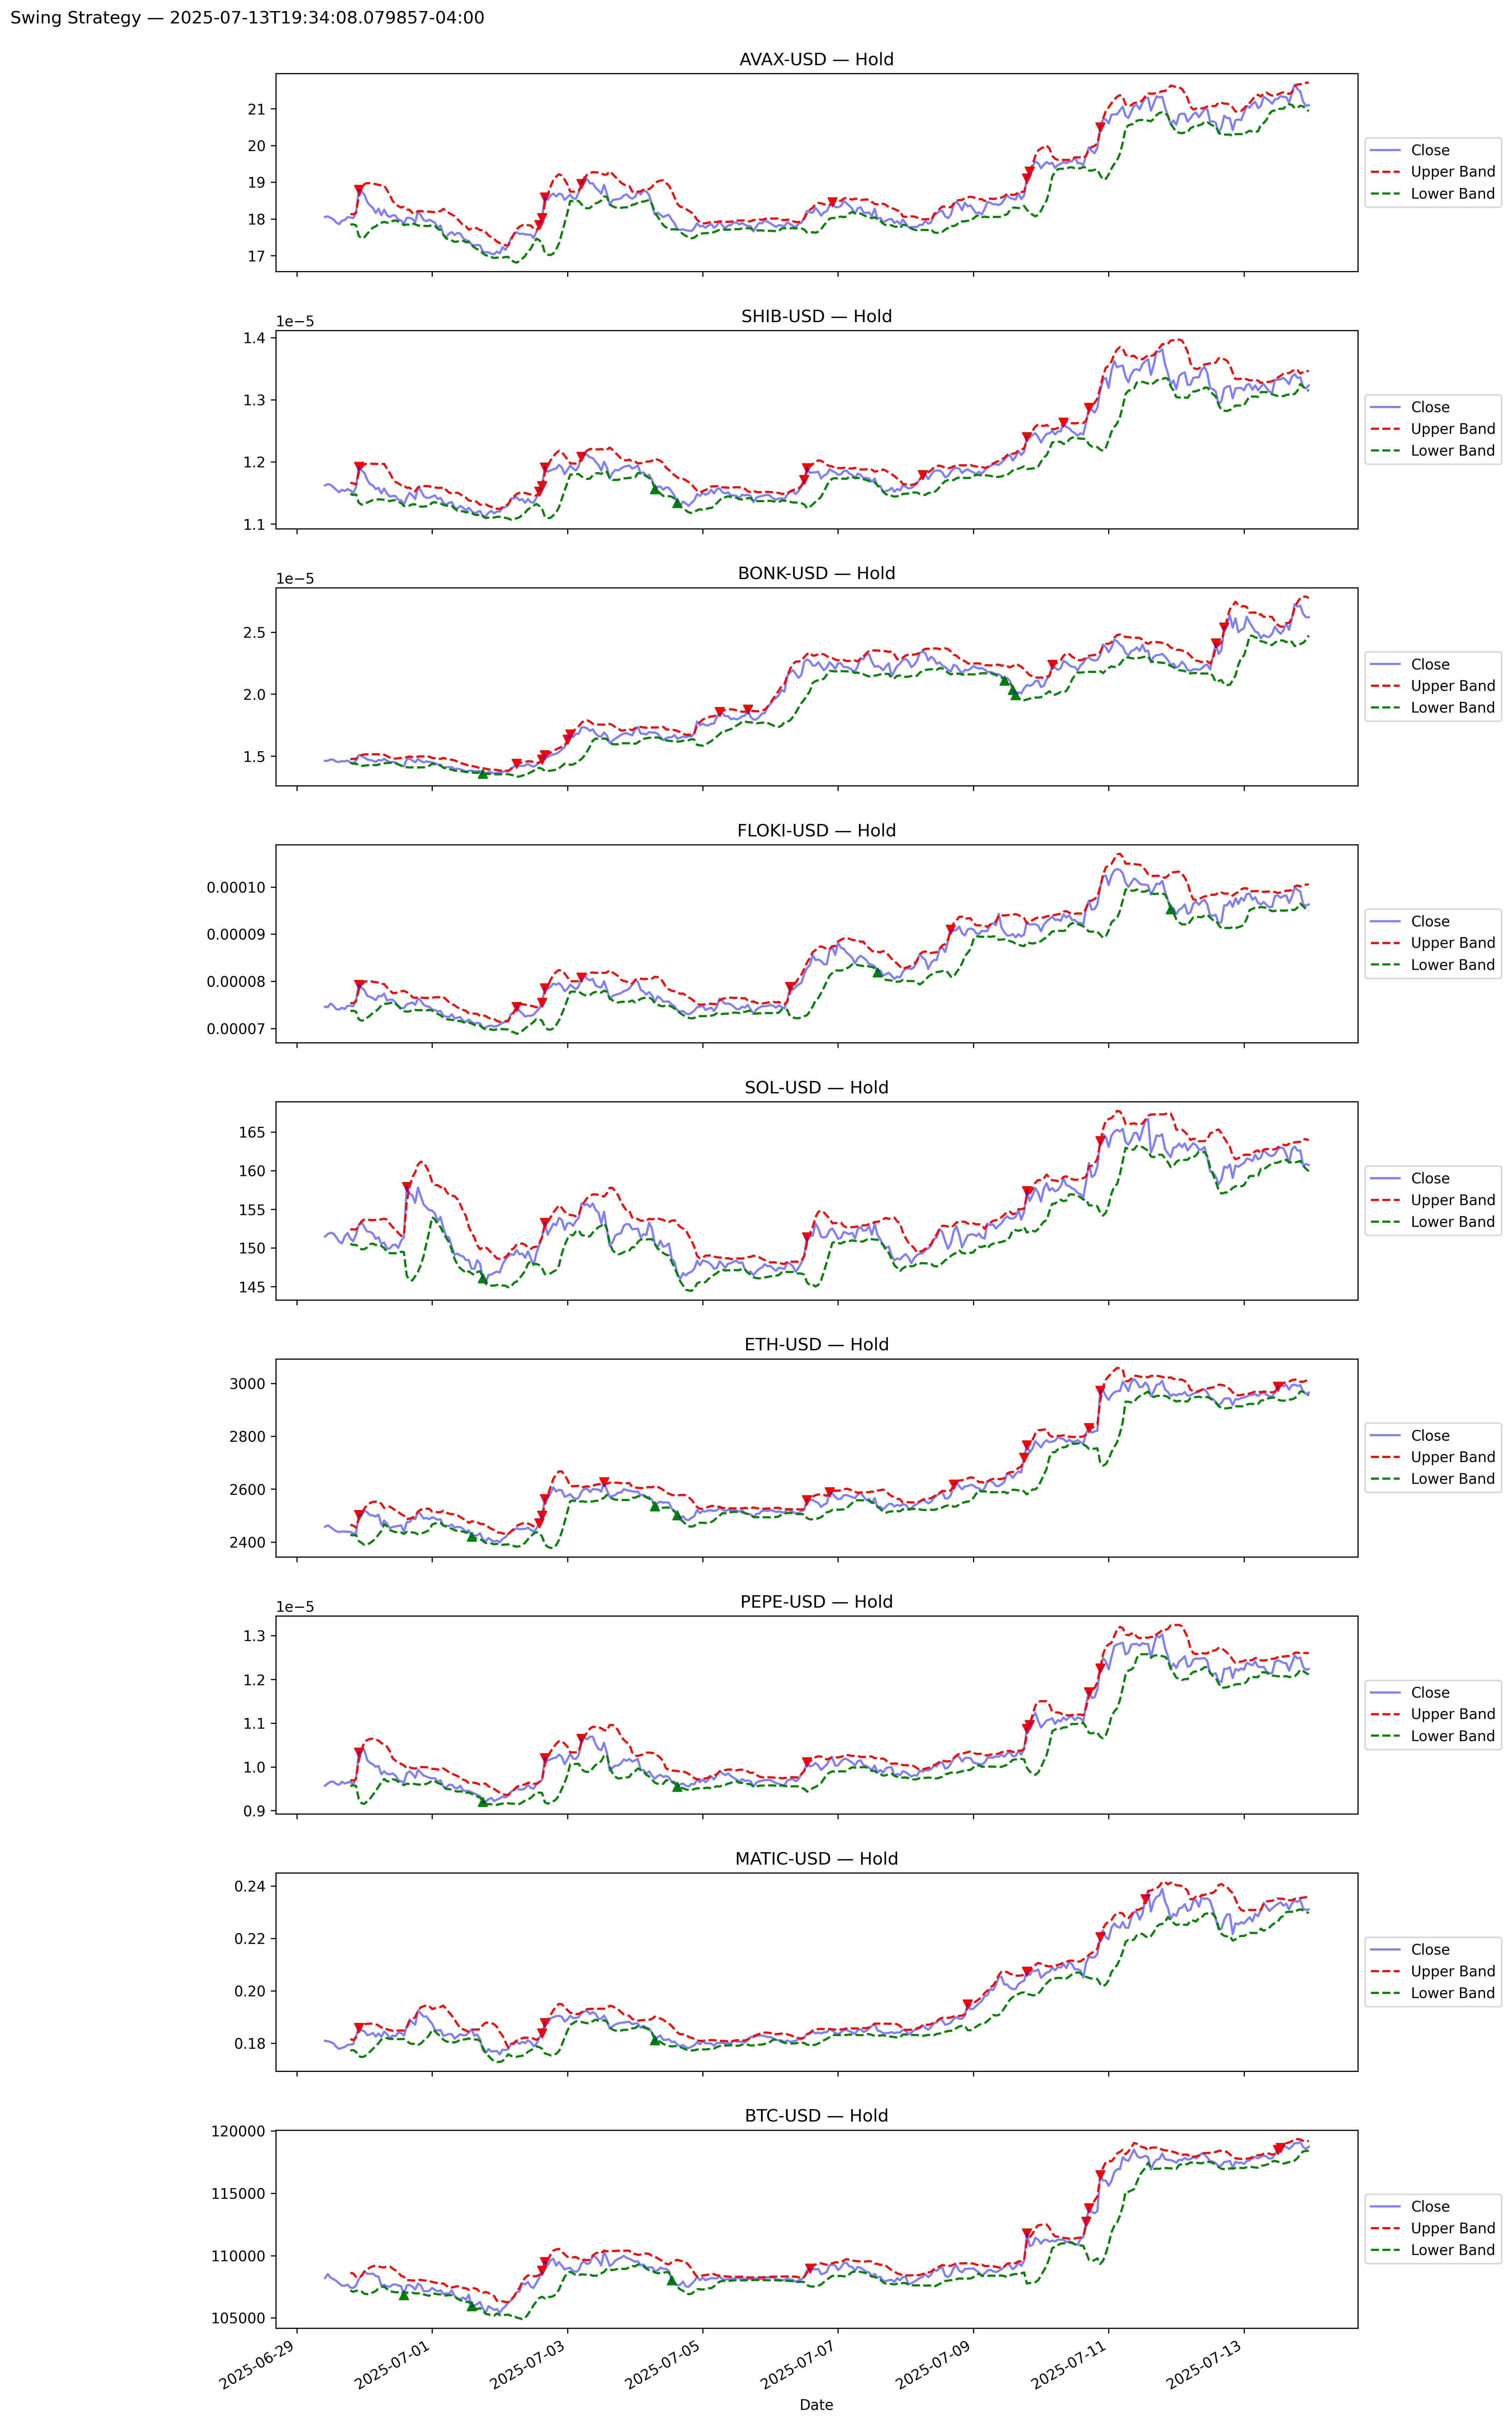 Swing Strategy — 2025-07-13T19:34:08.079857-04:00
AVAX-USD — Hold
21
20
19
18
17
Close
Upper Band
Lower Band
SHIB-USD — Hold
1e−5
1.4
1.3
1.2
1.1
Close
Upper Band
Lower Band
BONK-USD — Hold
1e−5
2.5
2.0
1.5
Close
Upper Band
Lower Band
FLOKI-USD — Hold
0.00010
0.00009
0.00008
0.00007
Close
Upper Band
Lower Band
SOL-USD — Hold
165
160
155
150
145
Close
Upper Band
Lower Band
ETH-USD — Hold
3000
2800
2600
2400
Close
Upper Band
Lower Band
PEPE-USD — Hold
1e−5
1.3
1.2
1.1
1.0
0.9
Close
Upper Band
Lower Band
MATIC-USD — Hold
0.24
0.22
0.20
0.18
Close
Upper Band
Lower Band
BTC-USD — Hold
120000
115000
110000
105000
Close
Upper Band
Lower Band
2025-06-29
2025-07-01
2025-07-03
2025-07-05
2025-07-07
2025-07-09
2025-07-11
2025-07-13
Date